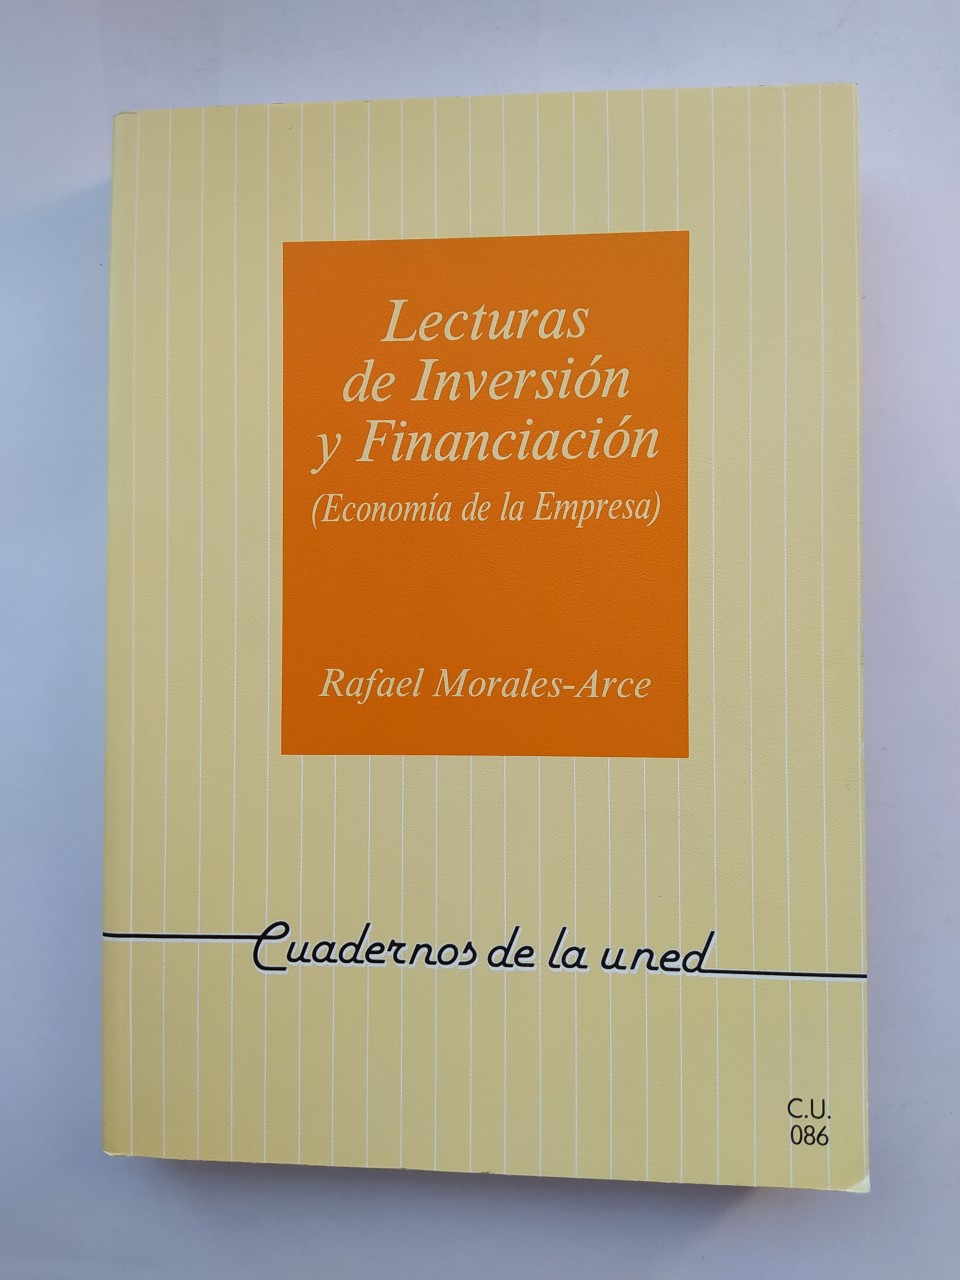 Lecturas
de Inversión
y Financiación
(Economía de la Empresa)
Rafael Morales-Arce
Cuadernos de la uned
C.U.
086